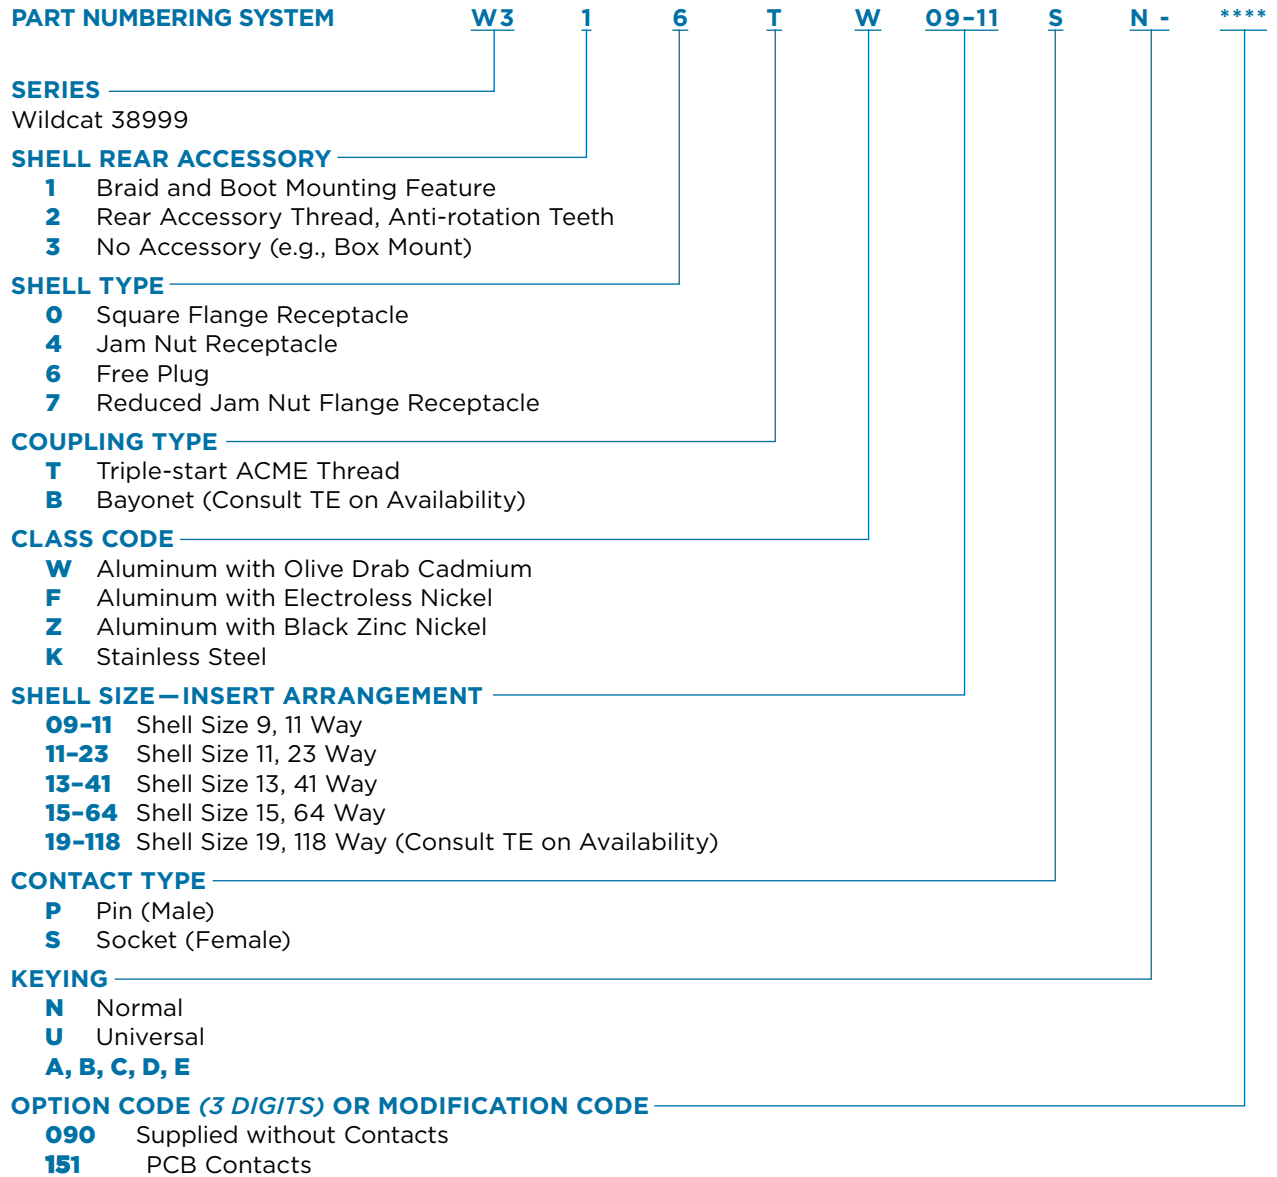 PART NUMBERING SYSTEM W3 1 6 T W 09–11 S N - ****
SERIES
Wildcat 38999
SHELL REAR ACCESSORY
1 Braid and Boot Mounting Feature
2 Rear Accessory Thread, Anti-rotation Teeth
3 No Accessory (e.g., Box Mount)
SHELL TYPE
0 Square Flange Receptacle
4 Jam Nut Receptacle
6 Free Plug
7 Reduced Jam Nut Flange Receptacle
COUPLING TYPE
T Triple-start ACME Thread
B Bayonet (Consult TE on Availability)
CLASS CODE
W Aluminum with Olive Drab Cadmium
F Aluminum with Electroless Nickel
Z Aluminum with Black Zinc Nickel
K Stainless Steel
SHELL SIZE—INSERT ARRANGEMENT
09–11 Shell Size 9, 11 Way
11–23 Shell Size 11, 23 Way
13–41 Shell Size 13, 41 Way
15–64 Shell Size 15, 64 Way
19–118 Shell Size 19, 118 Way (Consult TE on Availability)
CONTACT TYPE
P Pin (Male)
S Socket (Female)
KEYING
N Normal
U Universal
A, B, C, D, E
OPTION CODE (3 DIGITS) OR MODIFICATION CODE
090 Supplied without Contacts
151 PCB Contacts